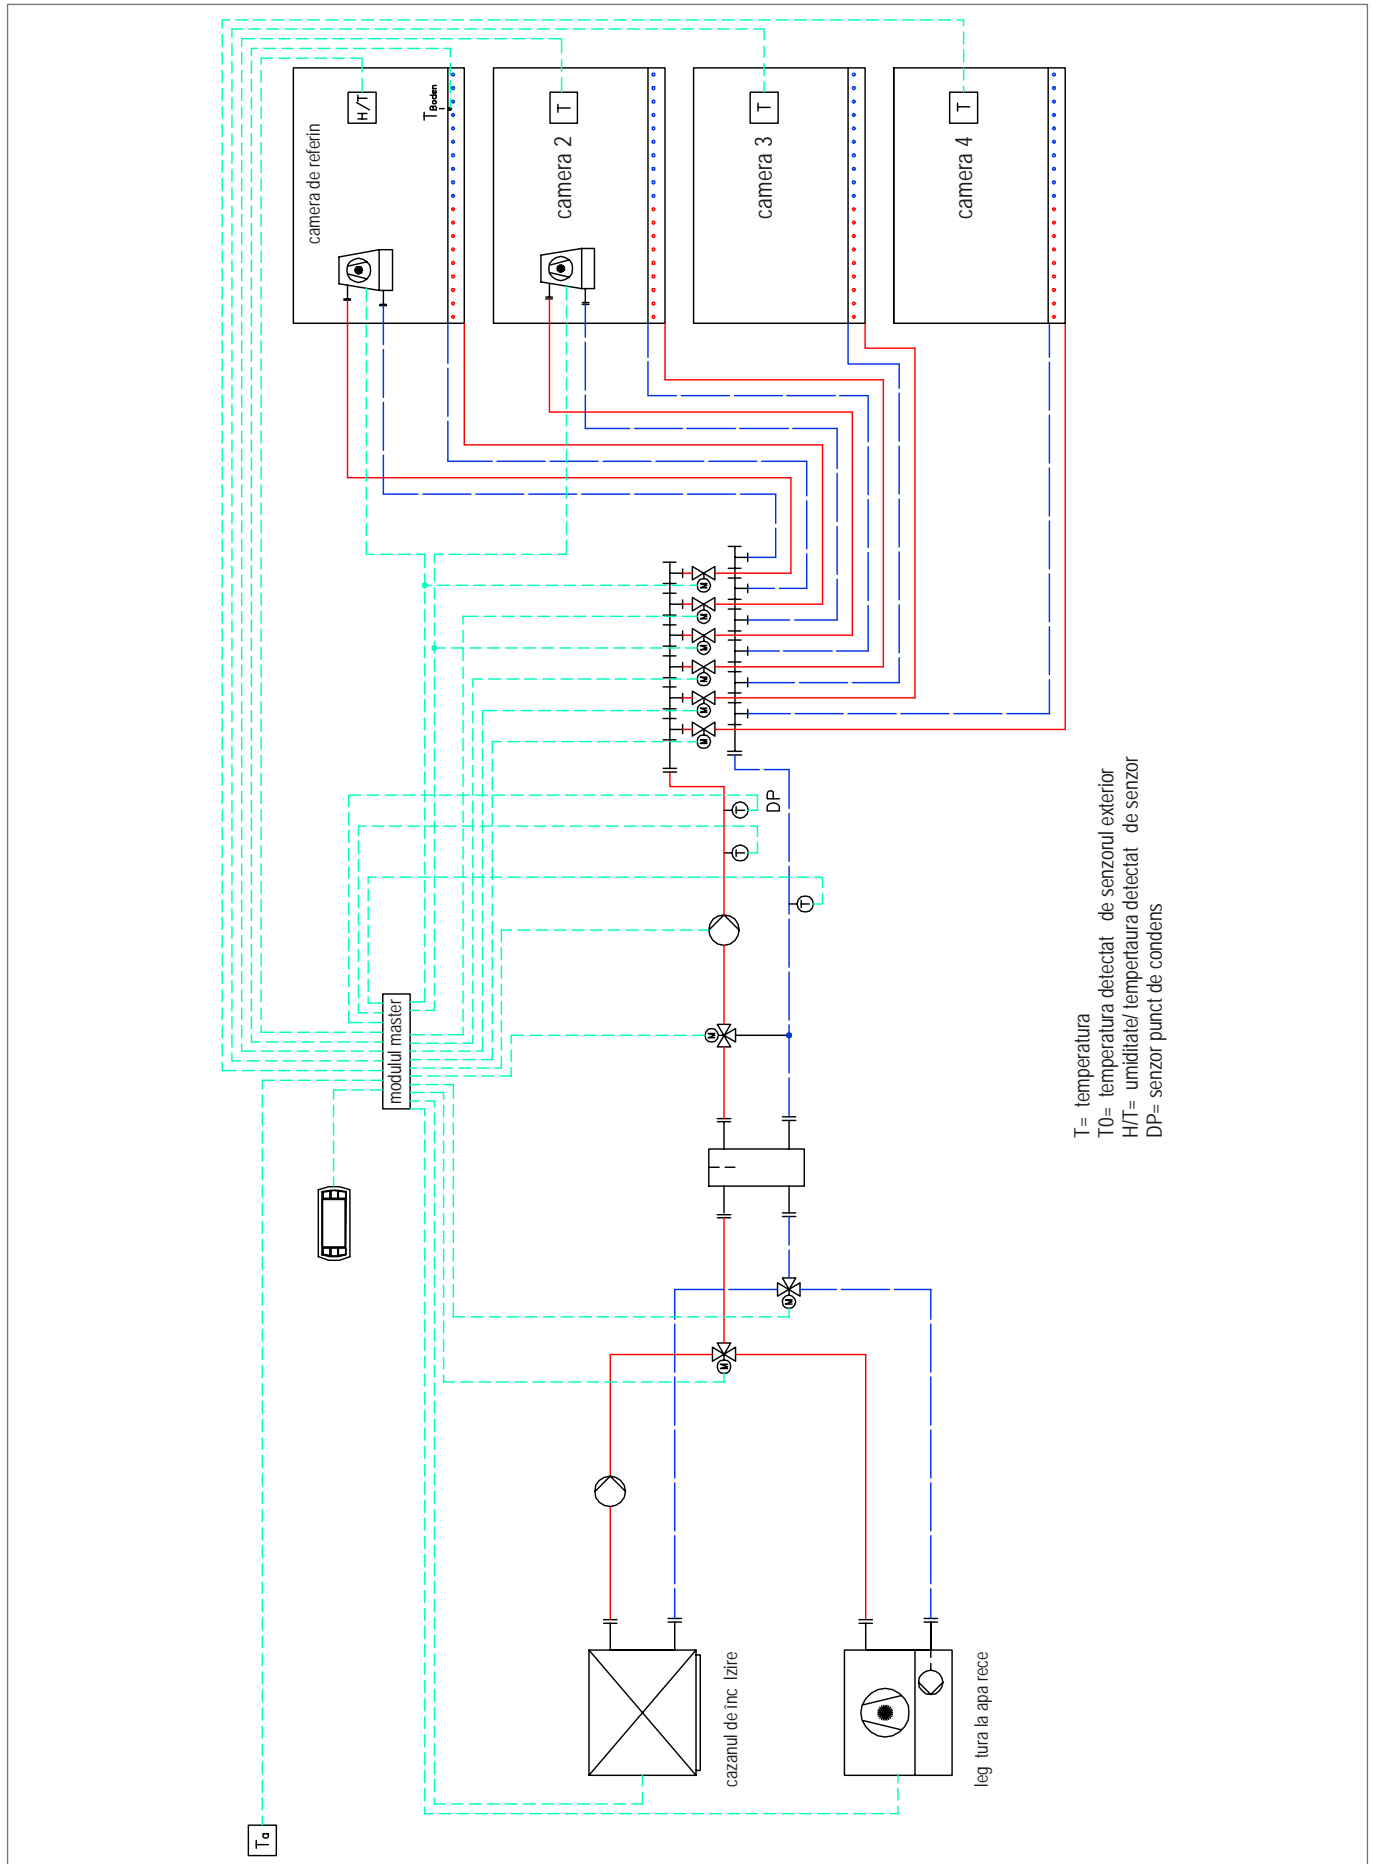 H/T
T Boden
camera de referin
T
camera 2
T
camera 3
T
camera 4
M
M
M
M
M
M
T
DP
T
T
modulul master
M
M
M
cazanul de înc lzire
leg tura la apa rece
Ta
T= temperatura
T0= temperatura detectat de senzorul exterior
H/T= umiditate/ tempertaura detectat de senzor
DP= senzor punct de condens